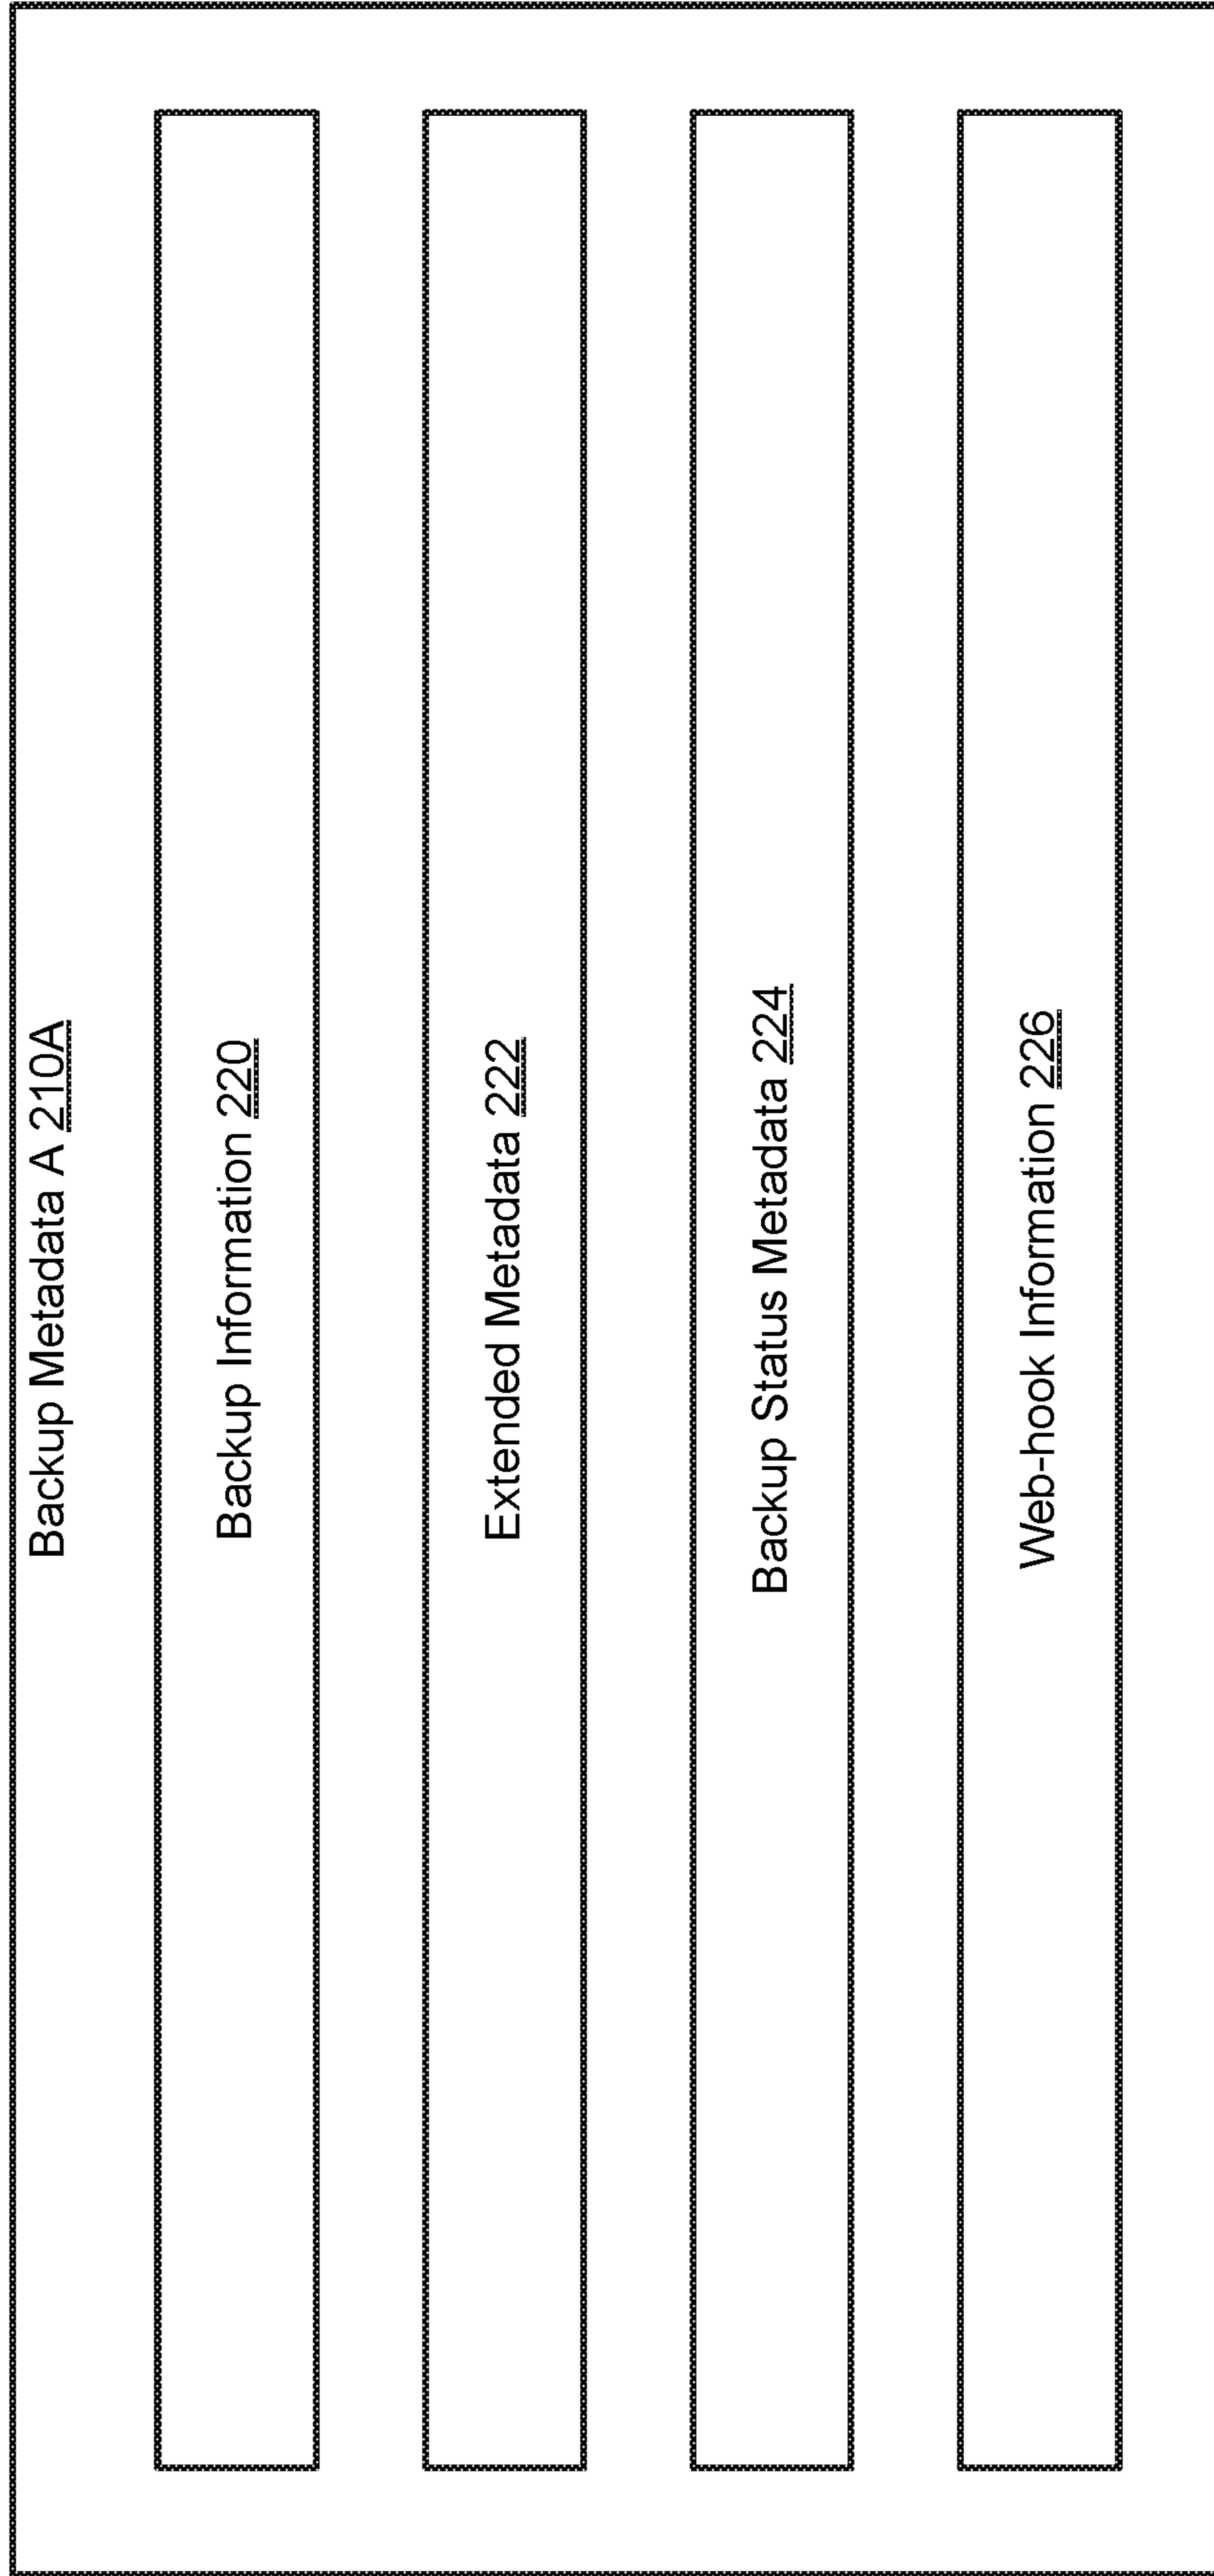 Backup Metadata A 210A
Backup Information 220
Extended Metadata 222
Backup Status Metadata 224
Web-hook Information 226